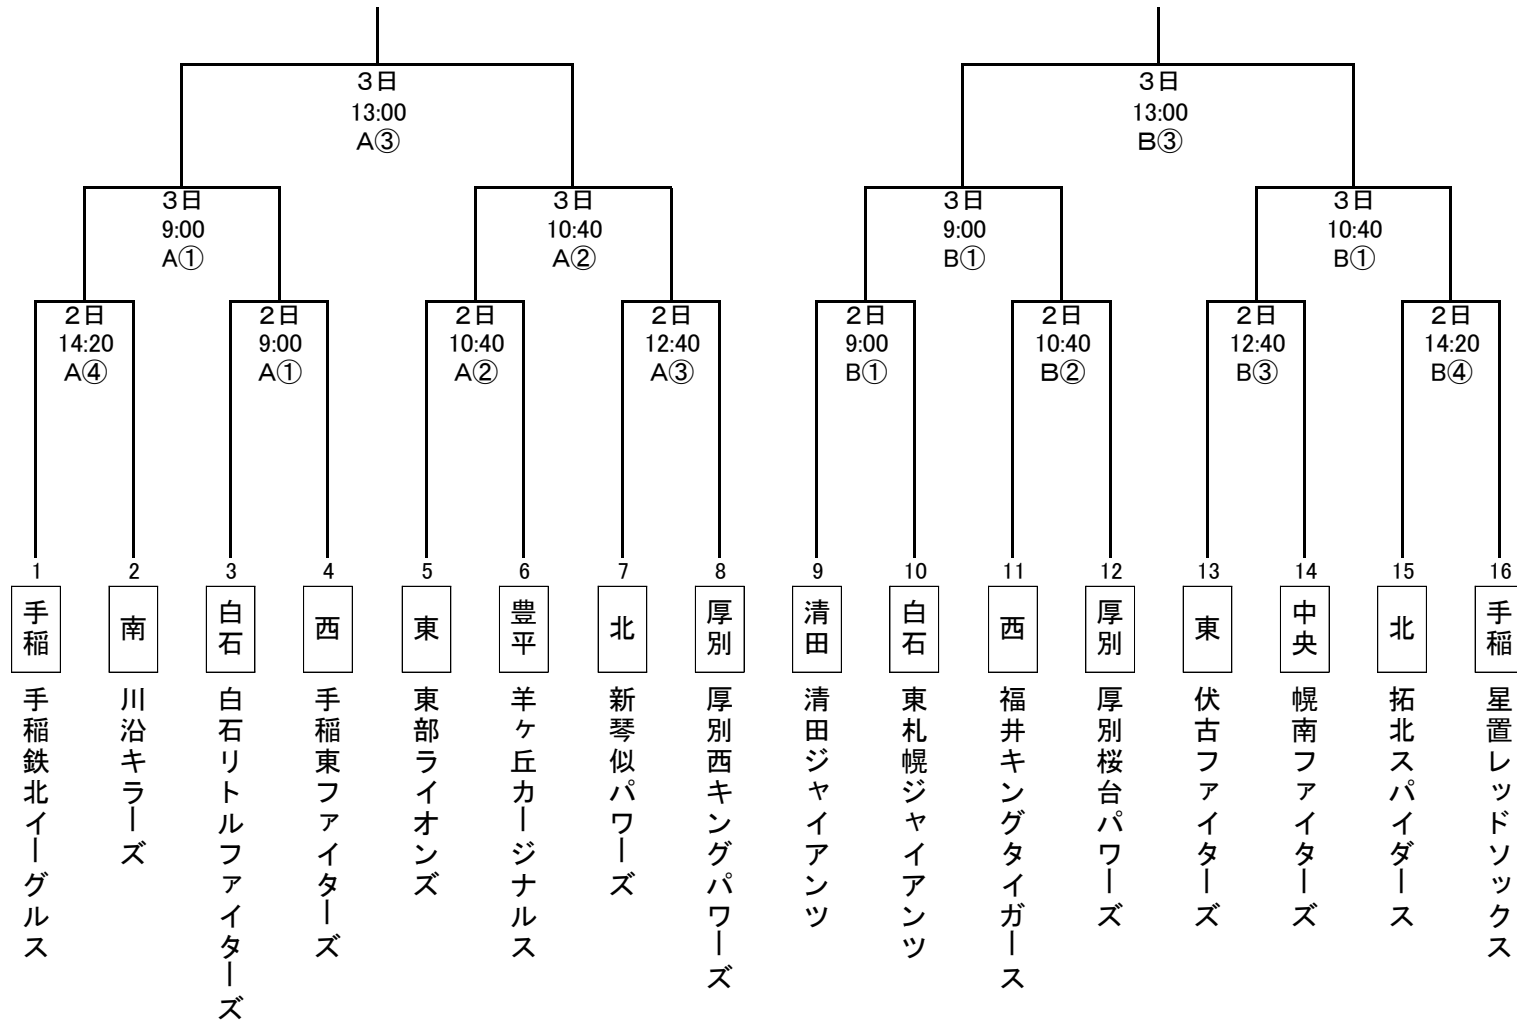 3日
13:00
A③
3日
13:00
B③
3日
9:00
A①
3日
10:40
A②
3日
9:00
B①
3日
10:40
B①
2日
14:20
A④
2日
9:00
A①
2日
10:40
A②
2日
12:40
A③
2日
9:00
B①
2日
10:40
B②
2日
12:40
B③
2日
14:20
B④
1
手稲
手稲鉄北イーグルス
2
南
川沿キラーズ
3
白石
白石リトルファイターズ
4
西
手稲東ファイターズ
5
東
東部ライオンズ
6
豊平
羊ヶ丘カージナルス
7
北
新琴似パワーズ
8
厚別
厚別西キングパワーズ
9
清田
清田ジャイアンツ
10
白石
東札幌ジャイアンツ
11
西
福井キングタイガース
12
厚別
厚別桜台パワーズ
13
東
伏古ファイターズ
14
中央
幌南ファイターズ
15
北
拓北スパイダース
16
手稲
星置レッドソックス